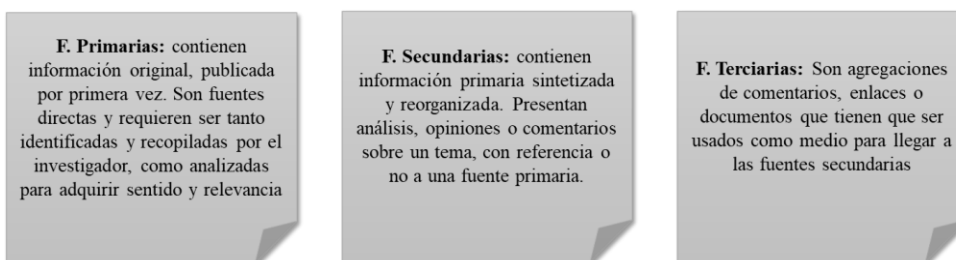 F. Primarias: contienen
información original, publicada
por primera vez. Son fuentes
directas y requieren ser tanto
identificadas y recopiladas por el
investigador, como analizadas
para adquirir sentido y relevancia
F. Secundarias: contienen
información primaria sintetizada
y reorganizada. Presentan
análisis, opiniones o comentarios
sobre un tema, con referencia o
no a una fuente primaria.
F. Terciarias: Son agregaciones
de comentarios, enlaces o
documentos que tienen que ser
usados como medio para llegar a
las fuentes secundarias